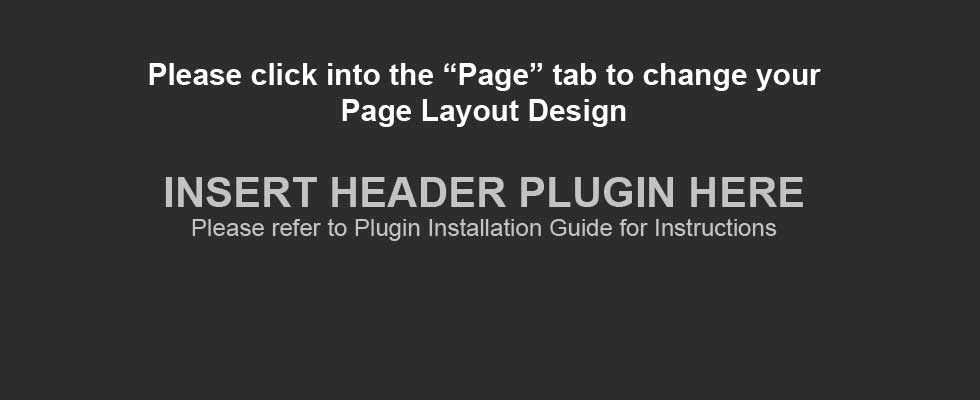 Please click into the “Page” tab to change your
Page Layout Design
INSERT HEADER PLUGIN HERE
Please refer to Plugin Installation Guide for Instructions